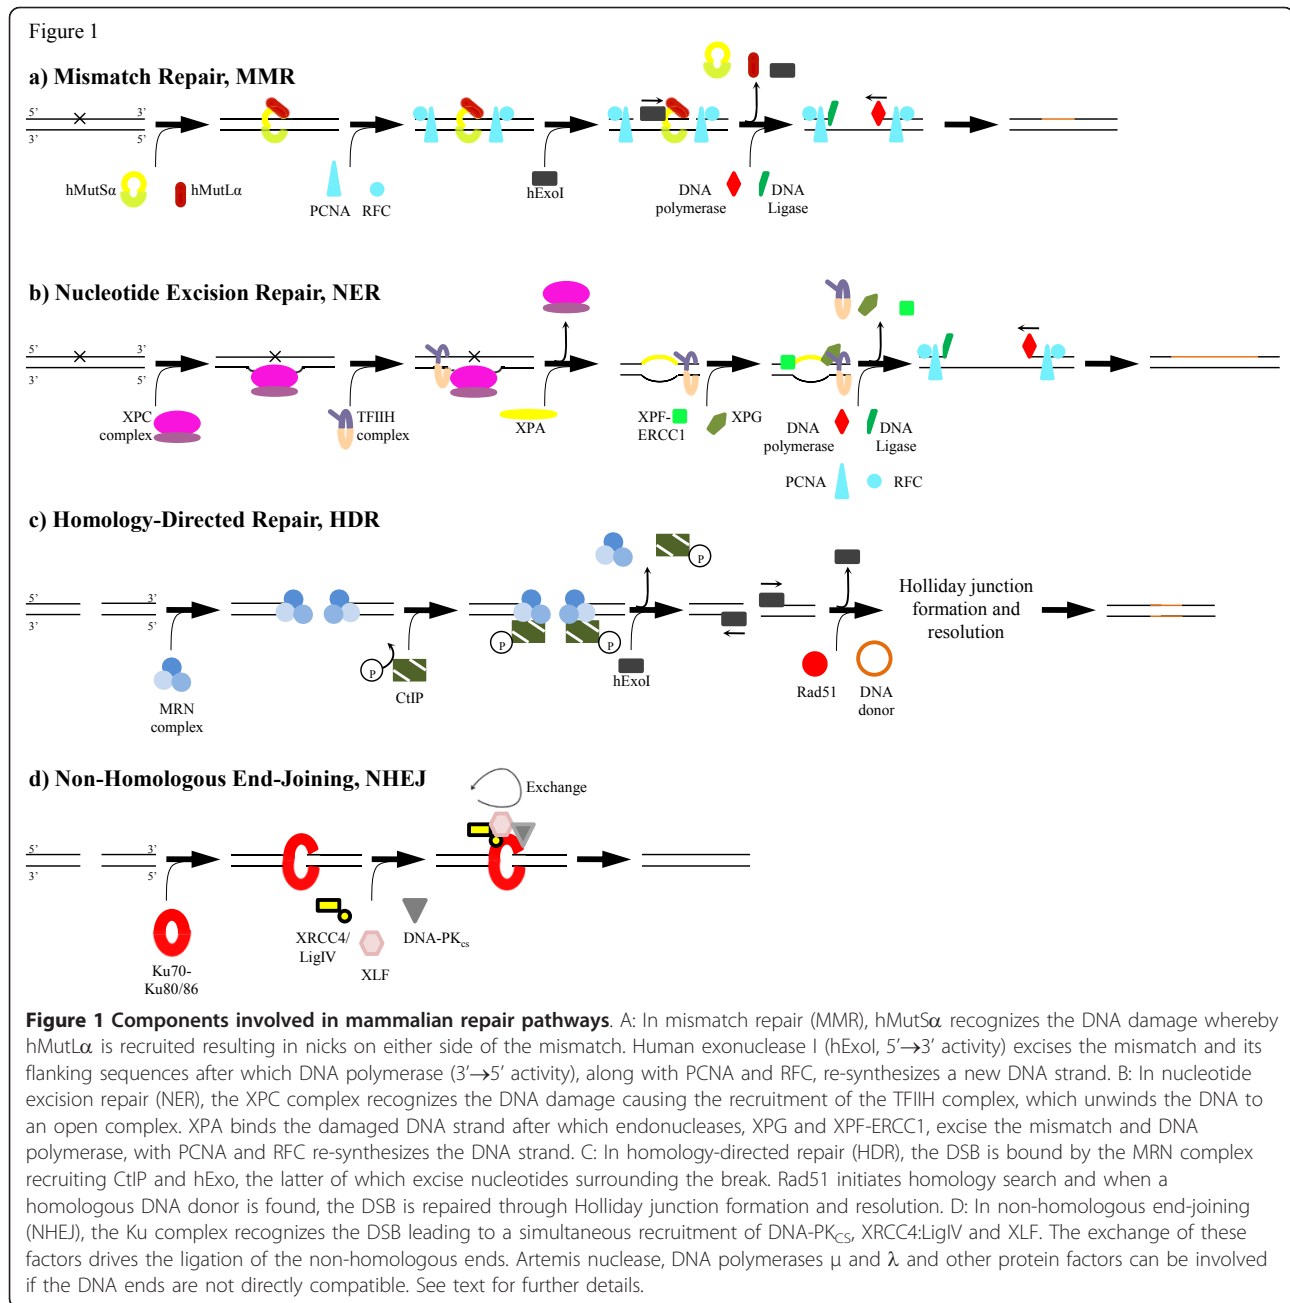 Figure 1
a) Mismatch Repair, MMR
5’ 3’
3’ 5’
hMutSα hMutLα
PCNA RFC
hExoI
DNA polymerase
DNA Ligase
b) Nucleotide Excision Repair, NER
5’ 3’
3’ 5’
XPC complex
TFIIH complex
XPA
XPF-ERCC1
XPG
DNA polymerase
DNA Ligase
PCNA RFC
c) Homology-Directed Repair, HDR
5’ 3’
3’ 5’
MRN complex
P
CtIP
P P
P
hExoI
Rad51
DNA donor
Holliday junction
formation and
resolution
d) Non-Homologous End-Joining, NHEJ
5’ 3’
3’ 5’
Ku70-
Ku80/86
XRCC4/
LigIV
XLF
DNA-PKcs
Exchange
Figure 1 Components involved in mammalian repair pathways. A: In mismatch repair (MMR), hMutSα recognizes the DNA damage whereby
hMutLα is recruited resulting in nicks on either side of the mismatch. Human exonuclease I (hExoI, 5’→3’ activity) excises the mismatch and its
flanking sequences after which DNA polymerase (3’→5’ activity), along with PCNA and RFC, re-synthesizes a new DNA strand. B: In nucleotide
excision repair (NER), the XPC complex recognizes the DNA damage causing the recruitment of the TFIIH complex, which unwinds the DNA to
an open complex. XPA binds the damaged DNA strand after which endonucleases, XPG and XPF-ERCC1, excise the mismatch and DNA
polymerase, with PCNA and RFC re-synthesizes the DNA strand. C: In homology-directed repair (HDR), the DSB is bound by the MRN complex
recruiting CtIP and hExo, the latter of which excise nucleotides surrounding the break. Rad51 initiates homology search and when a
homologous DNA donor is found, the DSB is repaired through Holliday junction formation and resolution. D: In non-homologous end-joining
(NHEJ), the Ku complex recognizes the DSB leading to a simultaneous recruitment of DNA-PKCS, XRCC4:LigIV and XLF. The exchange of these
factors drives the ligation of the non-homologous ends. Artemis nuclease, DNA polymerases μ and λ and other protein factors can be involved
if the DNA ends are not directly compatible. See text for further details.